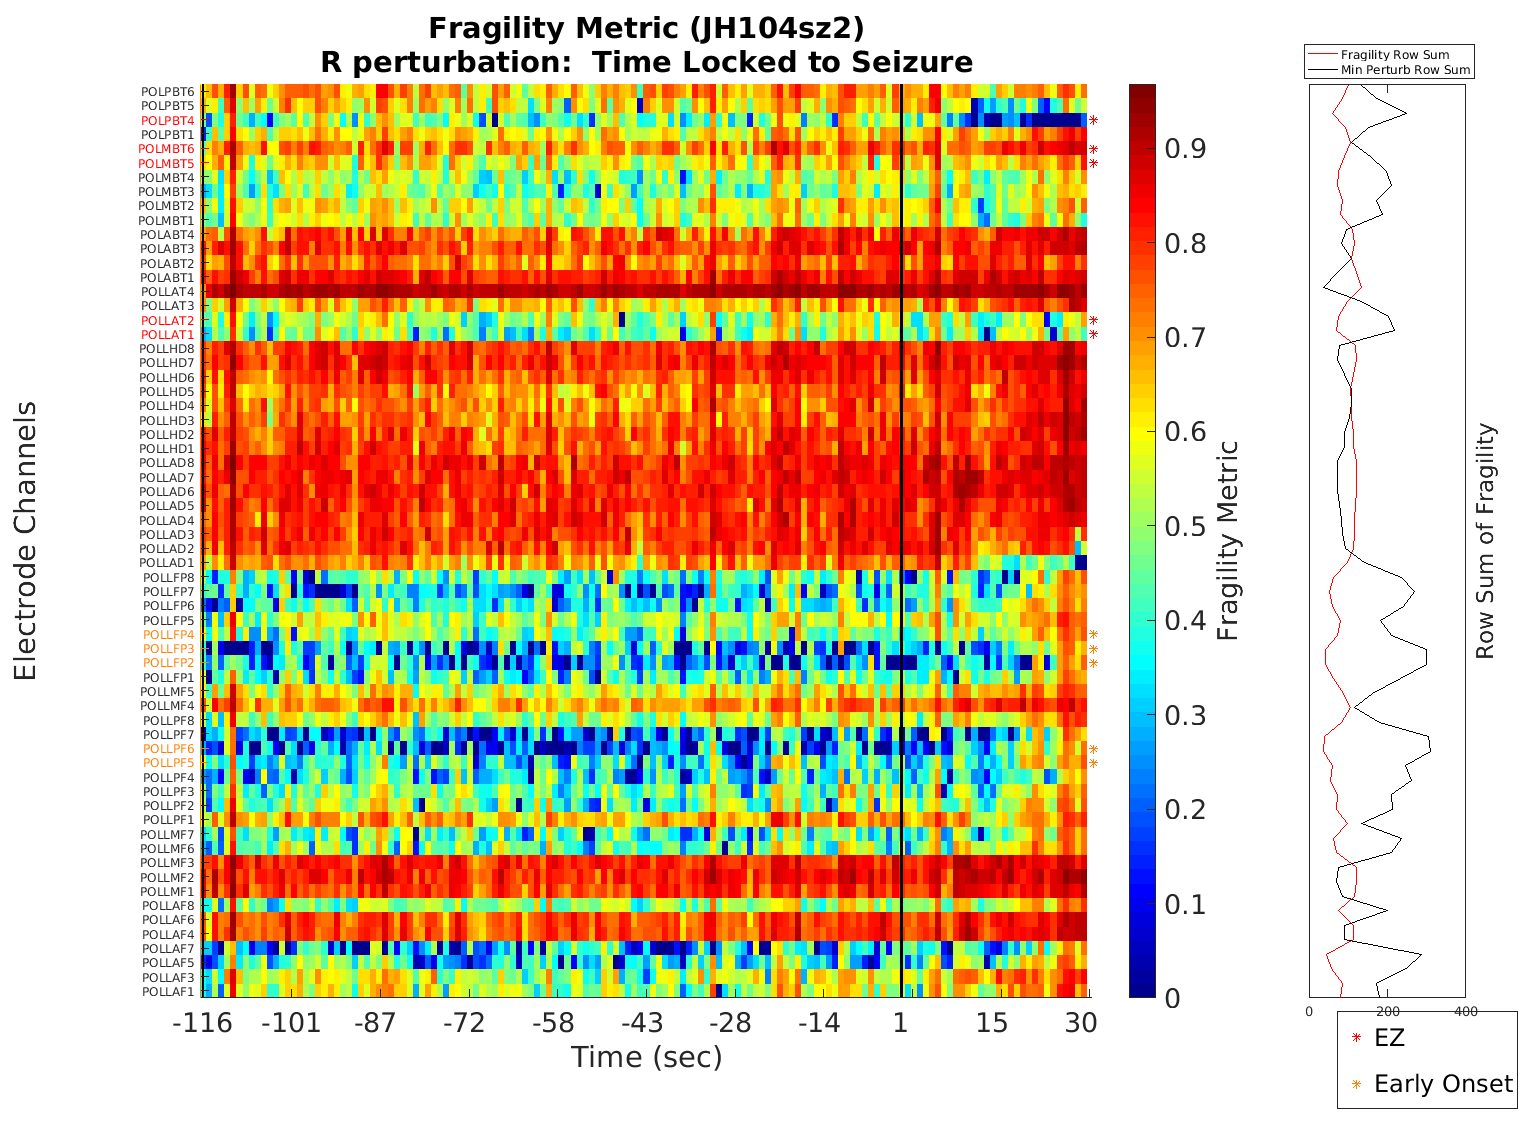 Fragility Metric (JH104sz2)
R perturbation:  Time Locked to Seizure
Electrode Channels
POLPBT6
POLPBT5
POLPBT4
POLPBT1
POLMBT6
POLMBT5
POLMBT4
POLMBT3
POLMBT2
POLMBT1
POLABT4
POLABT3
POLABT2
POLABT1
POLLAT4
POLLAT3
POLLAT2
POLLAT1
POLLHD8
POLLHD7
POLLHD6
POLLHD5
POLLHD4
POLLHD3
POLLHD2
POLLHD1
POLLAD8
POLLAD7
POLLAD6
POLLAD5
POLLAD4
POLLAD3
POLLAD2
POLLAD1
POLLFP8
POLLFP7
POLLFP6
POLLFP5
POLLFP4
POLLFP3
POLLFP2
POLLFP1
POLLMF5
POLLMF4
POLLPF8
POLLPF7
POLLPF6
POLLPF5
POLLPF4
POLLPF3
POLLPF2
POLLPF1
POLLMF7
POLLMF6
POLLMF3
POLLMF2
POLLMF1
POLLAF8
POLLAF6
POLLAF4
POLLAF7
POLLAF5
POLLAF3
POLLAF1
-116 -101 -87 -72 -58 -43 -28 -14 1 15 30
Time (sec)
0.9
0.8
0.7
0.6
0.5
0.4
0.3
0.2
0.1
0
Fragility Metric
Fragility Row Sum
Min Perturb Row Sum
0 200 400
Row Sum of Fragility
EZ
Early Onset